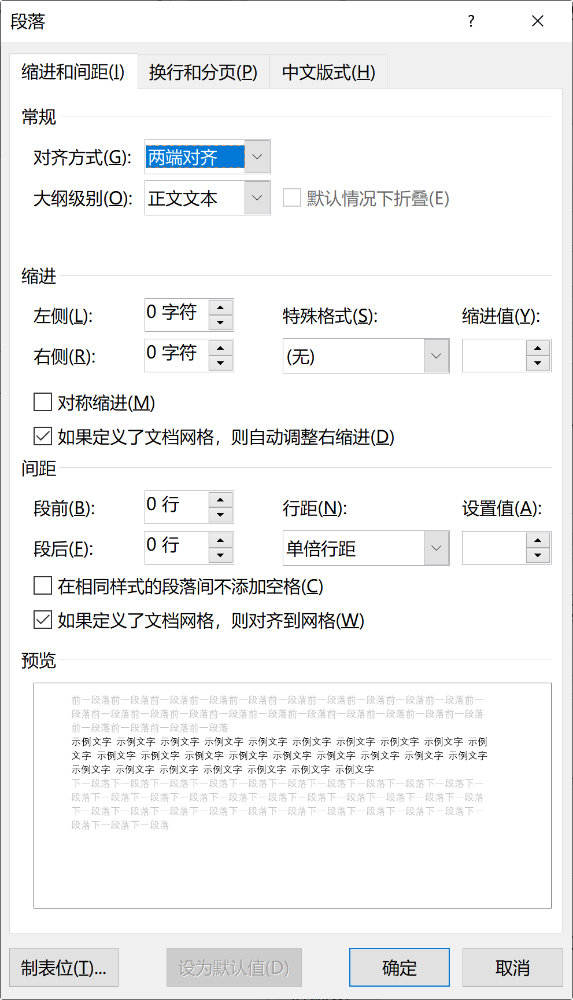 段落
?
缩进和间距(I) 换行和分页(P) 中文版式(H)
常规
对齐方式(G): 两端对齐
大纲级别(O): 正文文本 默认情况下折叠(E)
缩进
左侧(L): 0 字符 特殊格式(S): 缩进值(Y):
右侧(R): 0 字符 (无)
对称缩进(M)
如果定义了文档网格，则自动调整右缩进(D)
间距
段前(B): 0 行 行距(N): 设置值(A):
段后(F): 0 行 单倍行距
在相同样式的段落间不添加空格(C)
如果定义了文档网格，则对齐到网格(W)
预览
前一段落前一段落前一段落前一段落前一段落前一段落前一段落前一段落前一段落前一段落前一
段落前一段落前一段落前一段落前一段落前一段落前一段落前一段落前一段落前一段落前一段落
前一段落前一段落前一段落前一段落
示例文字 示例文字 示例文字 示例文字 示例文字 示例文字 示例文字 示例文字 示例文字 示例
文字 示例文字 示例文字 示例文字 示例文字 示例文字 示例文字 示例文字 示例文字 示例文字
示例文字 示例文字 示例文字 示例文字 示例文字 示例文字 示例文字
下一段落下一段落下一段落下一段落下一段落下一段落下一段落下一段落下一段落下一段落下一
段落下一段落下一段落下一段落下一段落下一段落下一段落下一段落下一段落下一段落下一段落
下一段落下一段落下一段落下一段落下一段落下一段落下一段落下一段落下一段落下一段落下一
段落下一段落下一段落
制表位(T)... 设为默认值(D) 确定 取消